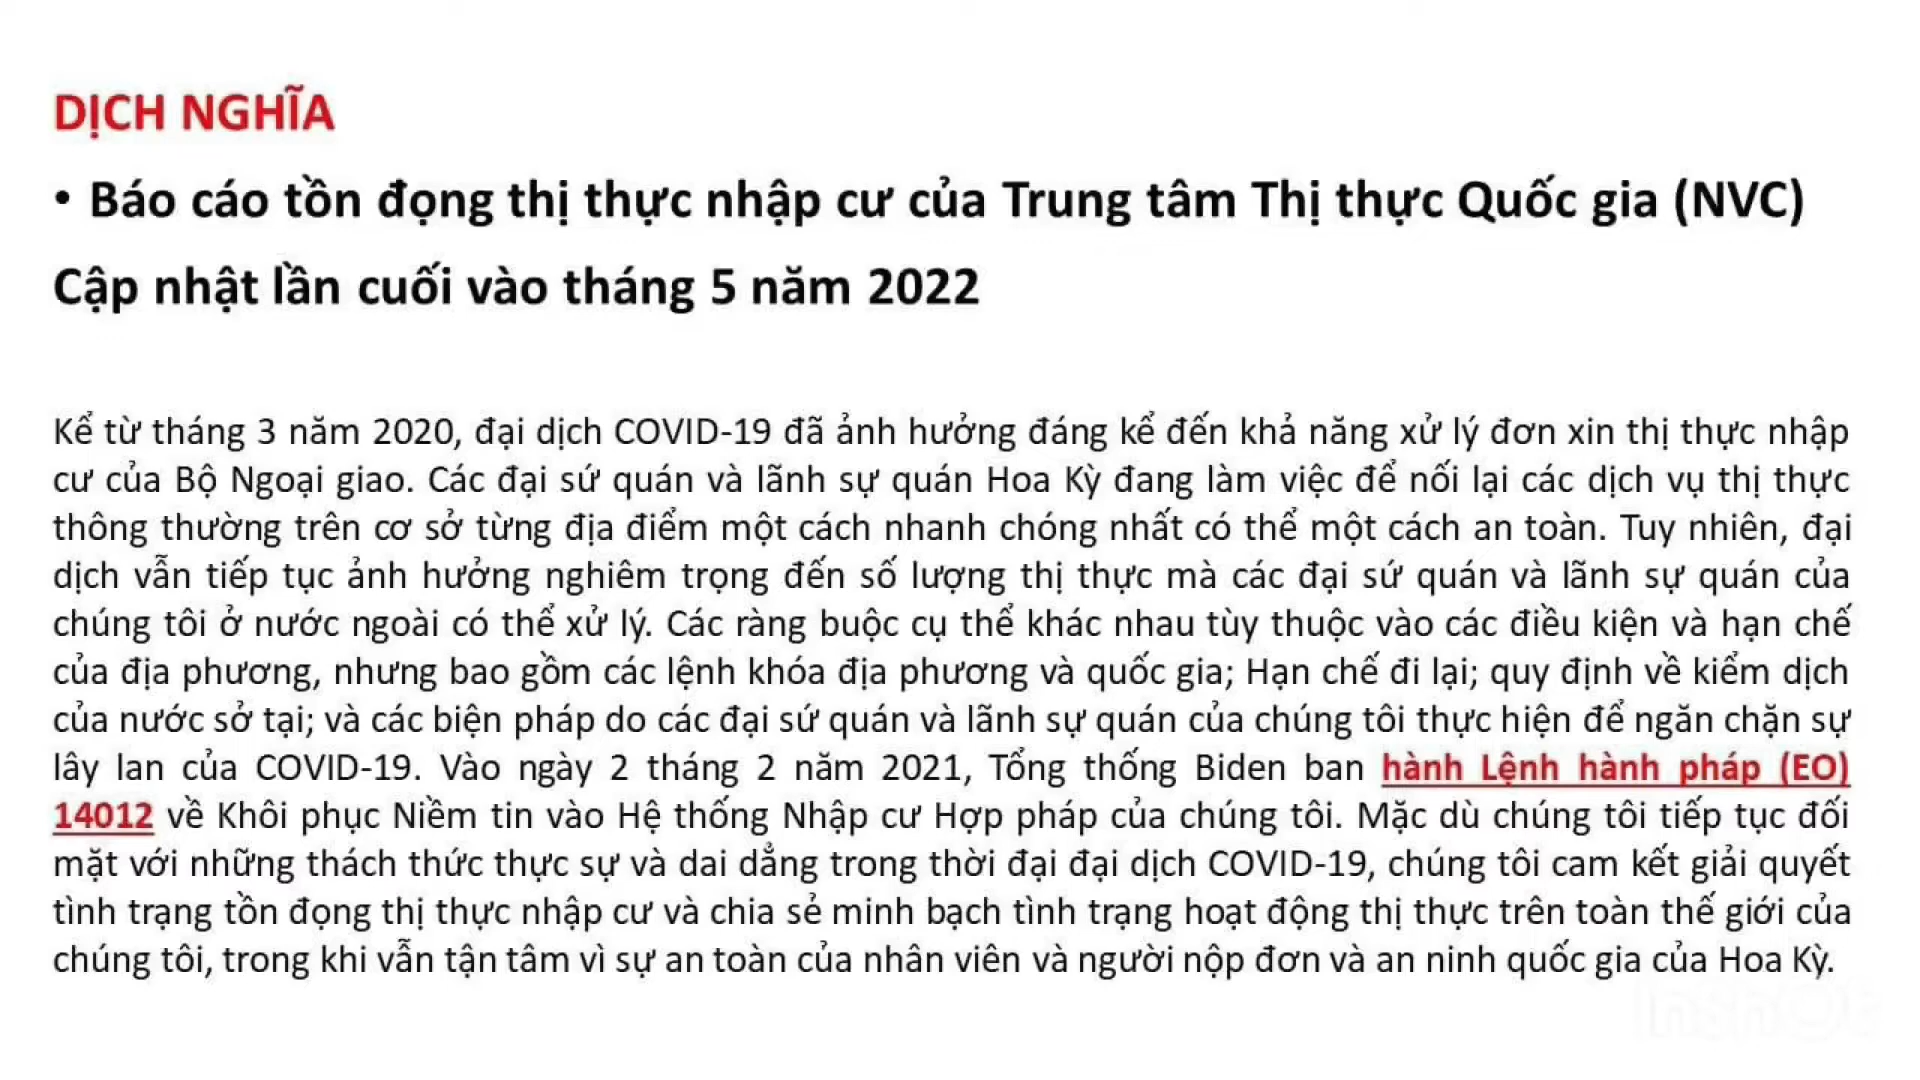 DỊCH NGHĨA
• Báo cáo tồn đọng thị thực nhập cư của Trung tâm Thị thực Quốc gia (NVC)
Cập nhật lần cuối vào tháng 5 năm 2022
Kể từ tháng 3 năm 2020, đại dịch COVID-19 đã ảnh hưởng đáng kể đến khả năng xử lý đơn xin thị thực nhập
cư của Bộ Ngoại giao. Các đại sứ quán và lãnh sự quán Hoa Kỳ đang làm việc để nối lại các dịch vụ thị thực
thông thường trên cơ sở từng địa điểm một cách nhanh chóng nhất có thể một cách an toàn. Tuy nhiên, đại
dịch vẫn tiếp tục ảnh hưởng nghiêm trọng đến số lượng thị thực mà các đại sứ quán và lãnh sự quán của
chúng tôi ở nước ngoài có thể xử lý. Các ràng buộc cụ thể khác nhau tùy thuộc vào các điều kiện và hạn chế
của địa phương, nhưng bao gồm các lệnh khóa địa phương và quốc gia; Hạn chế đi lại; quy định về kiểm dịch
của nước sở tại; và các biện pháp do các đại sứ quán và lãnh sự quán của chúng tôi thực hiện để ngăn chặn sự
lây lan của COVID-19. Vào ngày 2 tháng 2 năm 2021, Tổng thống Biden ban hành Lệnh hành pháp (EO)
14012 về Khôi phục Niềm tin vào Hệ thống Nhập cư Hợp pháp của chúng tôi. Mặc dù chúng tôi tiếp tục đối
mặt với những thách thức thực sự và dai dẳng trong thời đại đại dịch COVID-19, chúng tôi cam kết giải quyết
tình trạng tồn đọng thị thực nhập cư và chia sẻ minh bạch tình trạng hoạt động thị thực trên toàn thế giới của
chúng tôi, trong khi vẫn tận tâm vì sự an toàn của nhân viên và người nộp đơn và an ninh quốc gia của Hoa Kỳ.